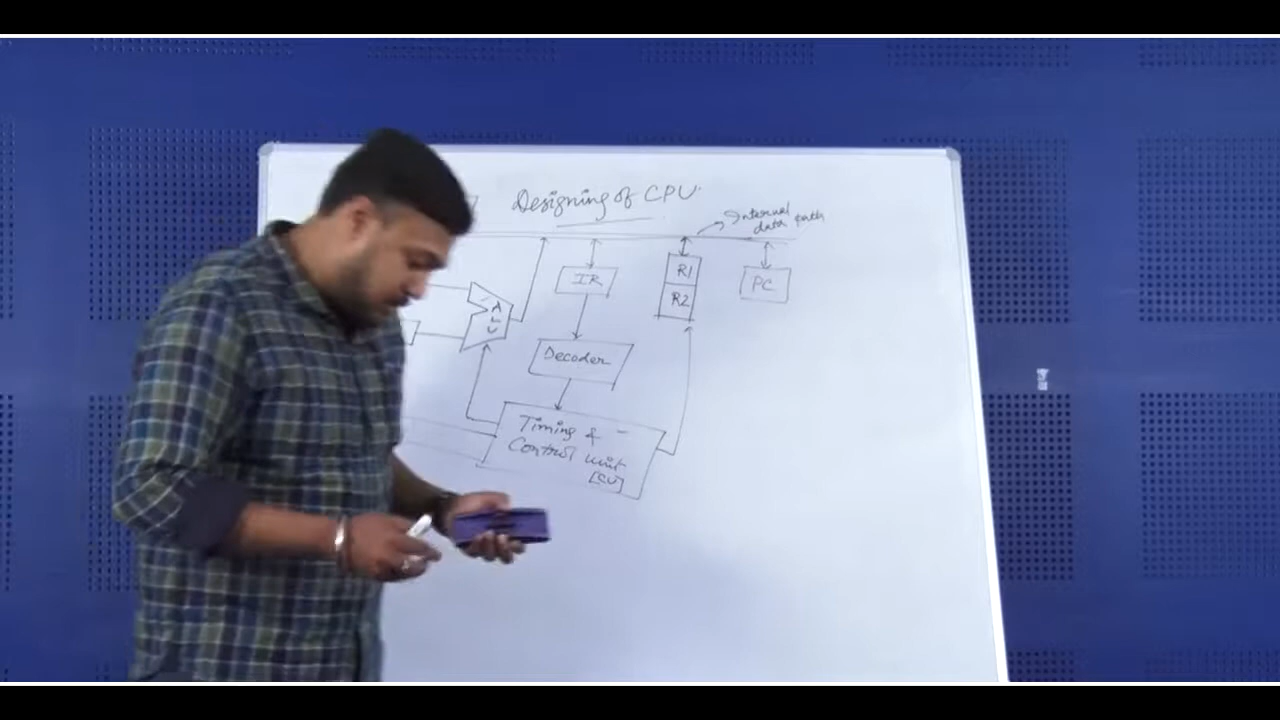 Designing of CPU
Internal
data path
IR
R1
R2
PC
ALU
Decoder
Timing &
Control unit
[CU]